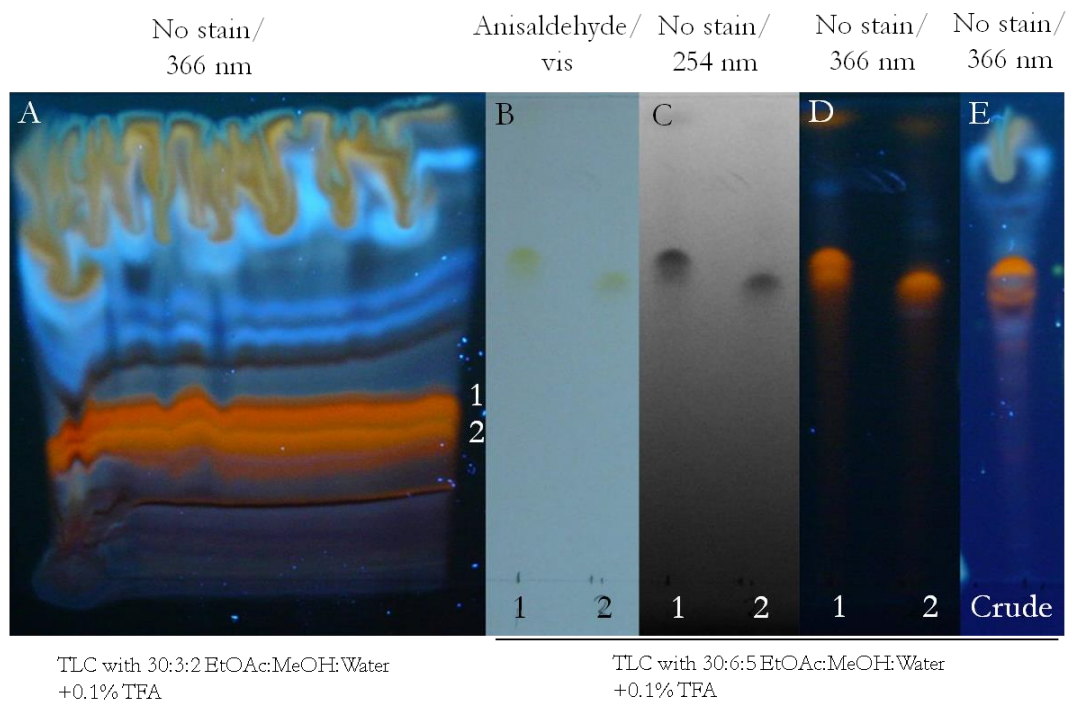 No stain/
366 nm
Anisaldehyde/
vis
No stain/
254 nm
No stain/
366 nm
No stain/
366 nm
A
B
C
D
E
1
2
1
2
1
2
1
2
Crude
TLC with 30:3:2 EtOAc:MeOH:Water
+0.1% TFA
TLC with 30:6:5 EtOAc:MeOH:Water
+0.1% TFA